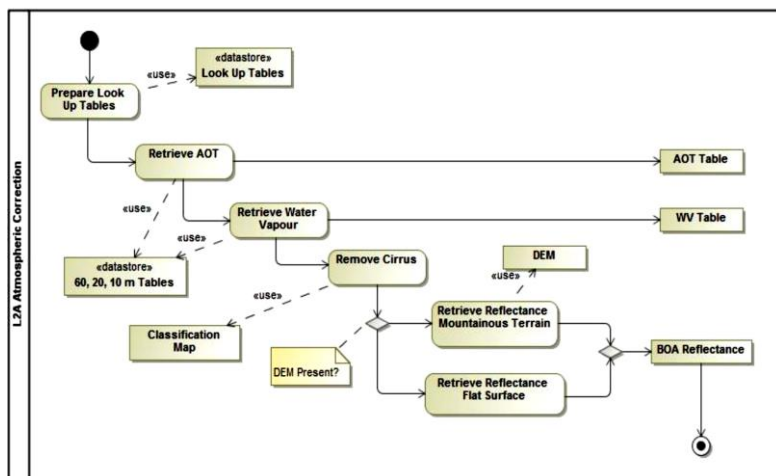 L2A Atmospheric Correction
«datastore»
Look Up Tables
«use»
Prepare Look
Up Tables
Retrieve AOT
AOT Table
«use»
Retrieve Water
Vapour
WV Table
«use»
«datastore»
60, 20, 10 m Tables
Remove Cirrus
DEM
«use»
«use»
Classification
Map
Retrieve Reflectance
Mountainous Terrain
DEM Present?
BOA Reflectance
Retrieve Reflectance
Flat Surface